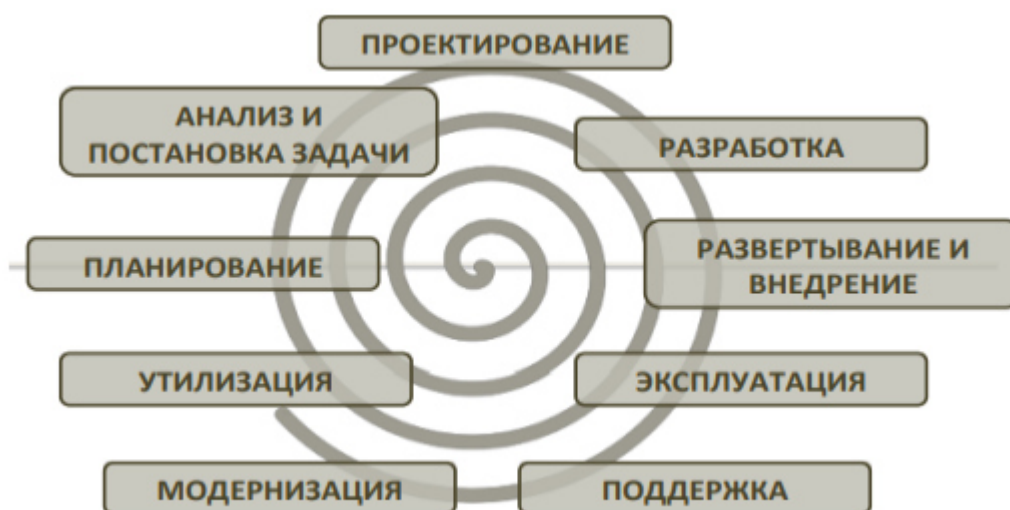 ПРОЕКТИРОВАНИЕ
АНАЛИЗ И
ПОСТАНОВКА ЗАДАЧИ
РАЗРАБОТКА
ПЛАНИРОВАНИЕ
РАЗВЕРТЫВАНИЕ И
ВНЕДРЕНИЕ
УТИЛИЗАЦИЯ
ЭКСПЛУАТАЦИЯ
МОДЕРНИЗАЦИЯ
ПОДДЕРЖКА